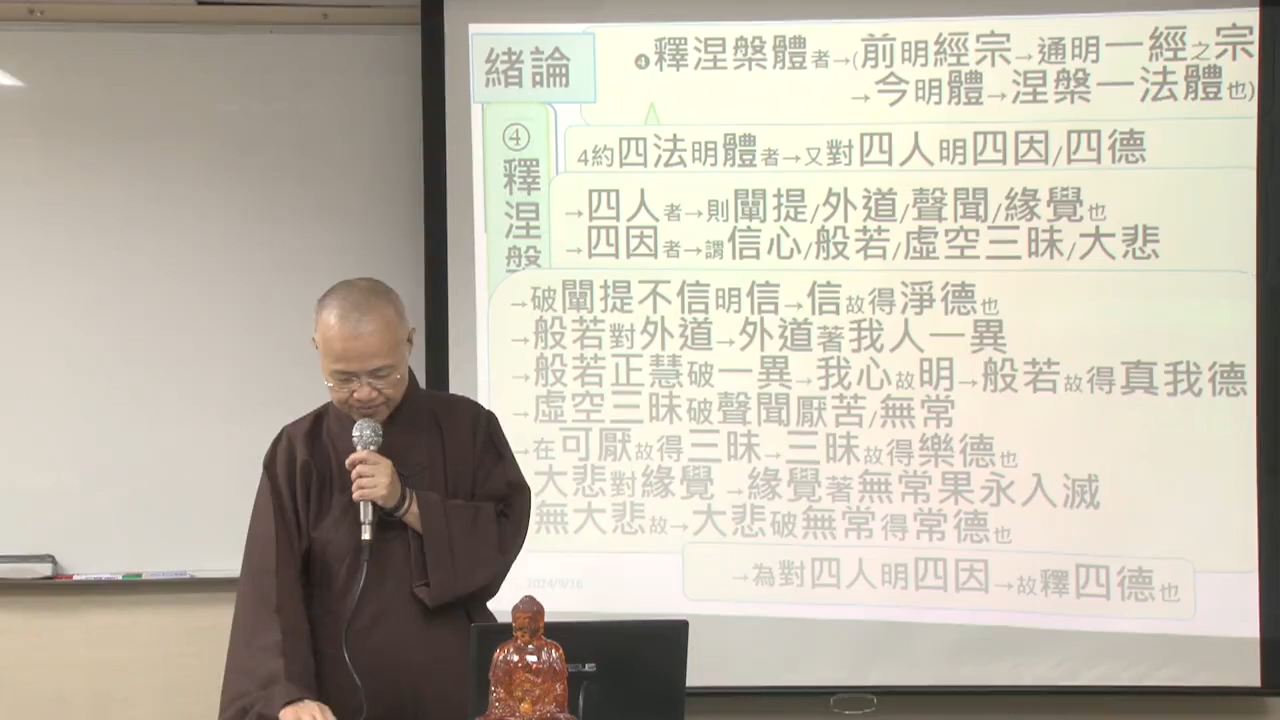 緒論
❹釋涅槃體者→(前明經宗→通明一經之宗
→今明體→涅槃一法體也)
④釋涅槃
4約四法明體者→又對四人明四因/四德
→四人者→則闡提/外道/聲聞/緣覺也
→四因者→謂信心/般若/虛空三昧/大悲
→破闡提不信明信→信故得淨德也
→般若對外道→外道著我人一異
→般若正慧破一異→我心故明→般若故得真我德
→虛空三昧破聲聞厭苦/無常
→在可厭故得三昧→三昧故得樂德也
大悲對緣覺→緣覺著無常果永入滅
無大悲故→大悲破無常得常德也
→為對四人明四因→故釋四德也
2024/9/16